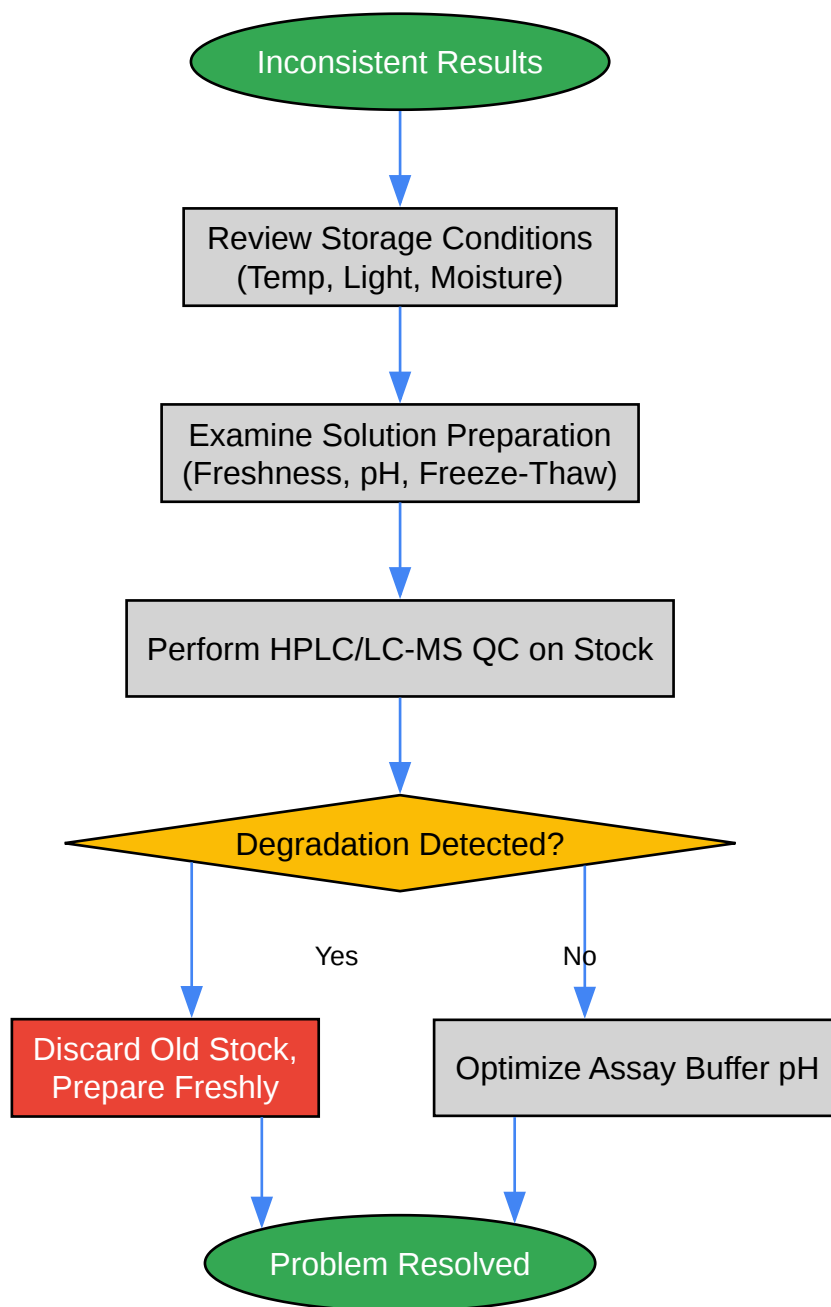 Inconsistent Results
Review Storage Conditions
(Temp, Light, Moisture)
Examine Solution Preparation
(Freshness, pH, Freeze-Thaw)
Perform HPLC/LC-MS QC on Stock
Degradation Detected?
Yes
No
Discard Old Stock,
Prepare Freshly
Optimize Assay Buffer pH
Problem Resolved